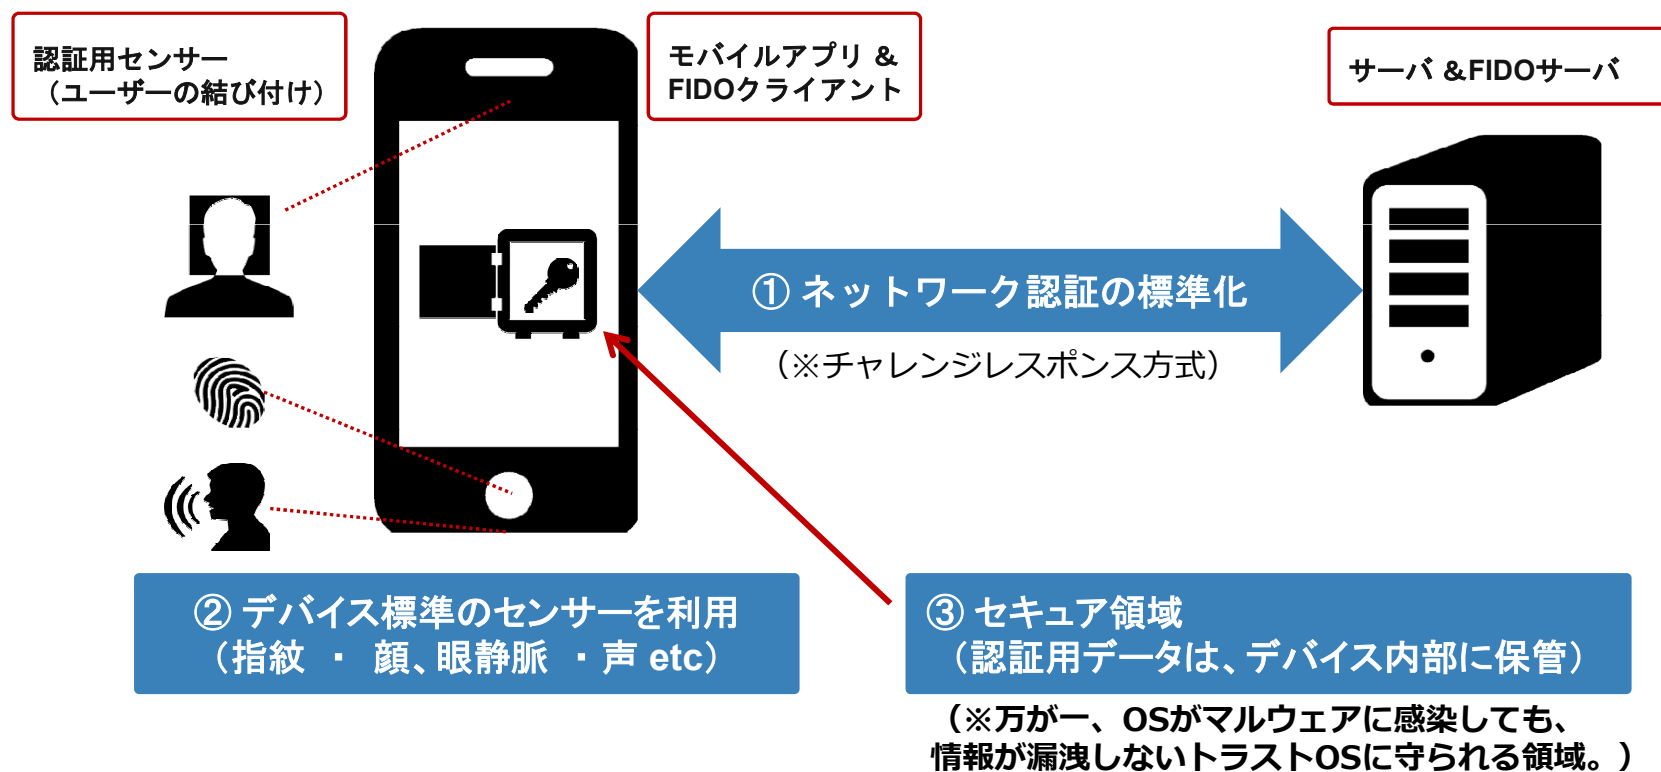 認証用センサー
（ユーザーの結び付け）
モバイルアプリ &
FIDOクライアント
サーバ &FIDOサーバ
① ネットワーク認証の標準化
（※チャレンジレスポンス方式）
② デバイス標準のセンサーを利用
（指紋 ・ 顔、眼静脈 ・声 etc）
③ セキュア領域
（認証用データは、デバイス内部に保管）
（※万が一、OSがマルウェアに感染しても、
情報が漏洩しないトラストOSに守られる領域。）